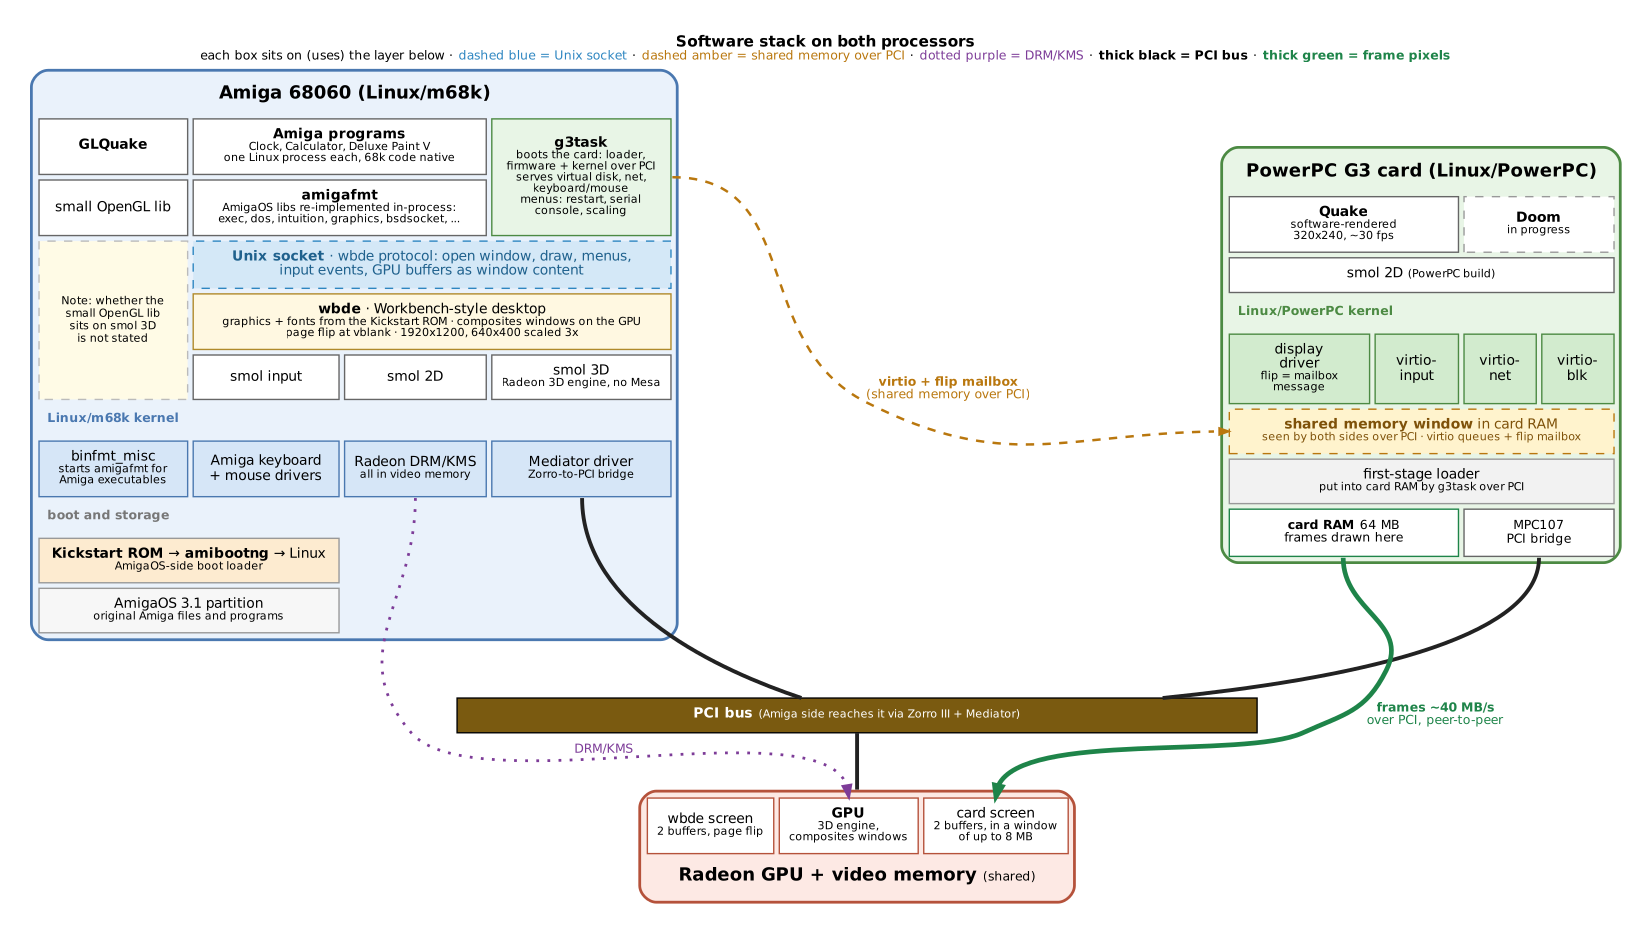 Software stack on both processors
each box sits on (uses) the layer below · dashed blue = Unix socket · dashed amber = shared memory over PCI · dotted purple = DRM/KMS · thick black = PCI bus · thick green = frame pixels
Amiga 68060 (Linux/m68k)
GLQuake
Amiga programs
Clock, Calculator, Deluxe Paint V
one Linux process each, 68k code native
g3task
boots the card: loader,
firmware + kernel over PCI
serves virtual disk, net,
keyboard/mouse
menus: restart, serial
console, scaling
small OpenGL lib
amigafmt
AmigaOS libs re-implemented in-process:
exec, dos, intuition, graphics, bsdsocket, ...
Note: whether the
small OpenGL lib
sits on smol 3D
is not stated
Unix socket · wbde protocol: open window, draw, menus,
input events, GPU buffers as window content
wbde · Workbench-style desktop
graphics + fonts from the Kickstart ROM · composites windows on the GPU
page flip at vblank · 1920x1200, 640x400 scaled 3x
smol input
smol 2D
smol 3D
Radeon 3D engine, no Mesa
Linux/m68k kernel
binfmt_misc
starts amigafmt for
Amiga executables
Amiga keyboard
+ mouse drivers
Radeon DRM/KMS
all in video memory
Mediator driver
Zorro-to-PCI bridge
boot and storage
Kickstart ROM → amibootng → Linux
AmigaOS-side boot loader
AmigaOS 3.1 partition
original Amiga files and programs
virtio + flip mailbox
(shared memory over PCI)
PowerPC G3 card (Linux/PowerPC)
Quake
software-rendered
320x240, ~30 fps
Doom
in progress
smol 2D (PowerPC build)
Linux/PowerPC kernel
display
driver
flip = mailbox
message
virtio-
input
virtio-
net
virtio-
blk
shared memory window in card RAM
seen by both sides over PCI · virtio queues + flip mailbox
first-stage loader
put into card RAM by g3task over PCI
card RAM 64 MB
frames drawn here
MPC107
PCI bridge
PCI bus (Amiga side reaches it via Zorro III + Mediator)
frames ~40 MB/s
over PCI, peer-to-peer
DRM/KMS
wbde screen
2 buffers, page flip
GPU
3D engine,
composites windows
card screen
2 buffers, in a window
of up to 8 MB
Radeon GPU + video memory (shared)